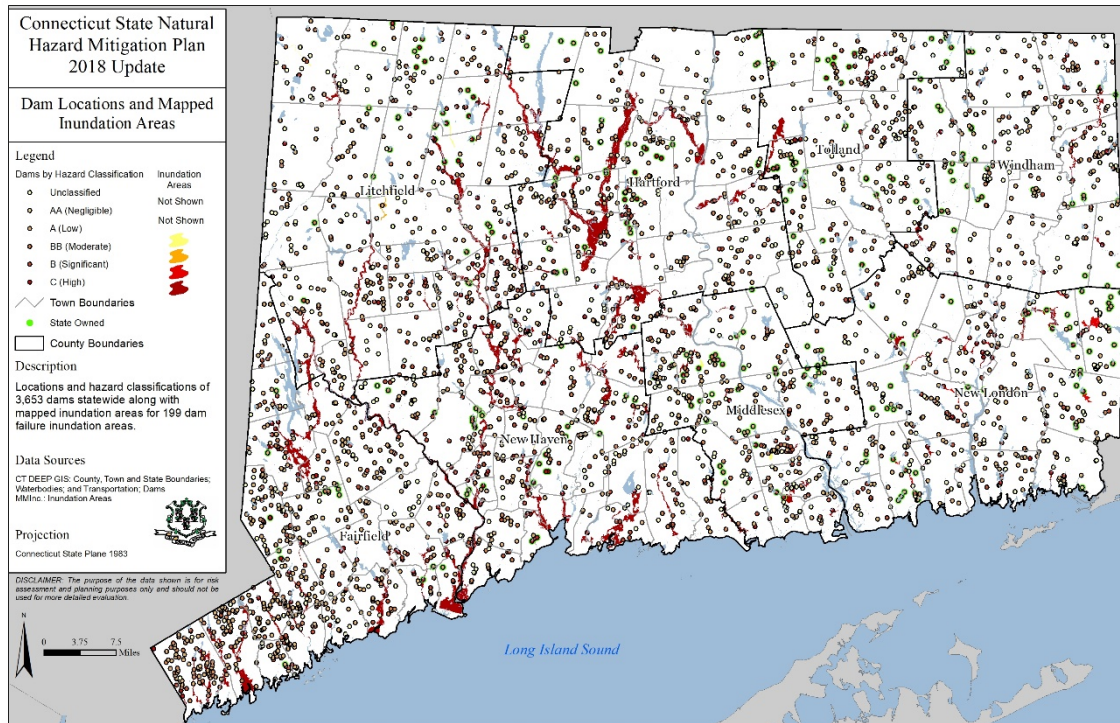 Connecticut State Natural
Hazard Mitigation Plan
2018 Update
Dam Locations and Mapped
Inundation Areas
Legend
Dams by Hazard Classification
Inundation
Areas
Unclassified
Not Shown
AA (Negligible)
Not Shown
A (Low)
BB (Moderate)
B (Significant)
C (High)
Town Boundaries
State Owned
County Boundaries
Description
Locations and hazard classifications of
3,653 dams statewide along with
mapped inundation areas for 199 dam
failure inundation areas.
Data Sources
CT DEEP GIS: County, Town and State Boundaries;
Waterbodies; and Transportation; Dams
MMInc.: Inundation Areas
Projection
Connecticut State Plane 1983
DISCLAIMER: The purpose of the data shown is for risk
assessment and planning purposes only and should not be
used for more detailed evaluation.
N
0 3.75 7.5
Miles
Litchfield
Hartford
Tolland
Windham
New Haven
Middlesex
New London
Fairfield
Long Island Sound